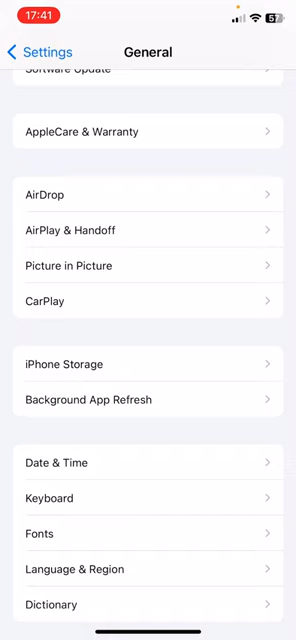 17:41
57
Settings
General
Software Update
AppleCare & Warranty
AirDrop
AirPlay & Handoff
Picture in Picture
CarPlay
iPhone Storage
Background App Refresh
Date & Time
Keyboard
Fonts
Language & Region
Dictionary